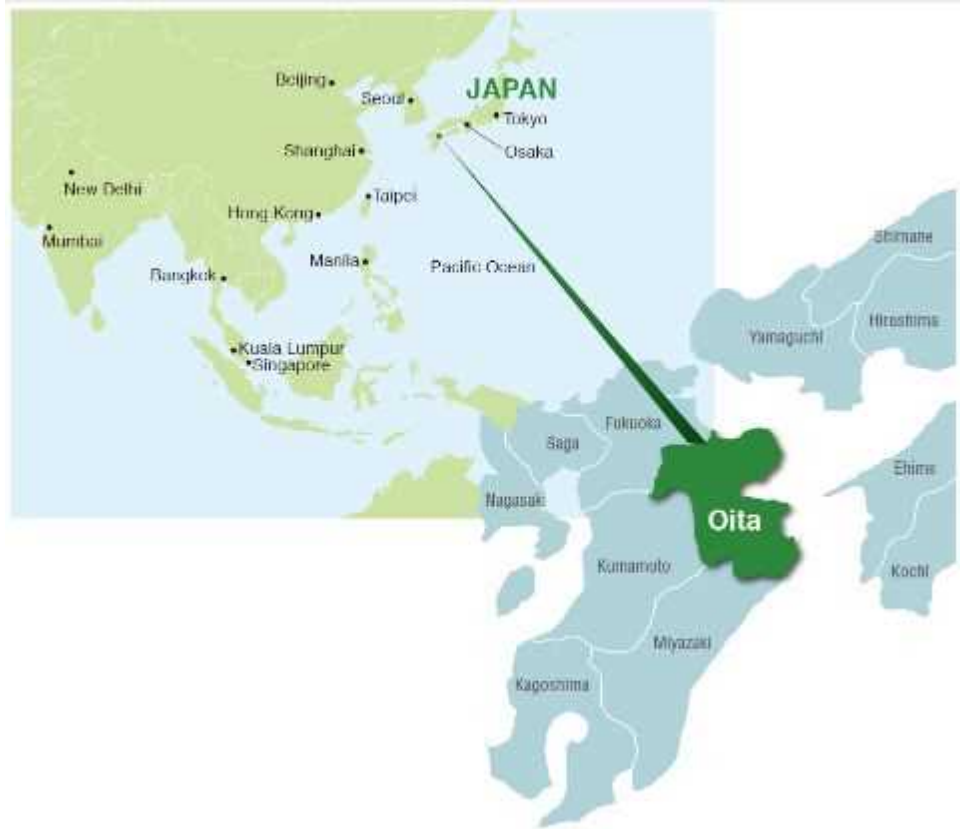 Beijing
Seoul
JAPAN
Tokyo
Osaka
Shanghai
New Delhi
Taipei
Hong Kong
Mumbai
Manila
Pacific Ocean
Bangkok
Kuala Lumpur
Singapore
Shimane
Hiroshima
Yamaguchi
Fukuoka
Saga
Ehime
Nagasaki
Oita
Kumamoto
Kochi
Miyazaki
Kagoshima